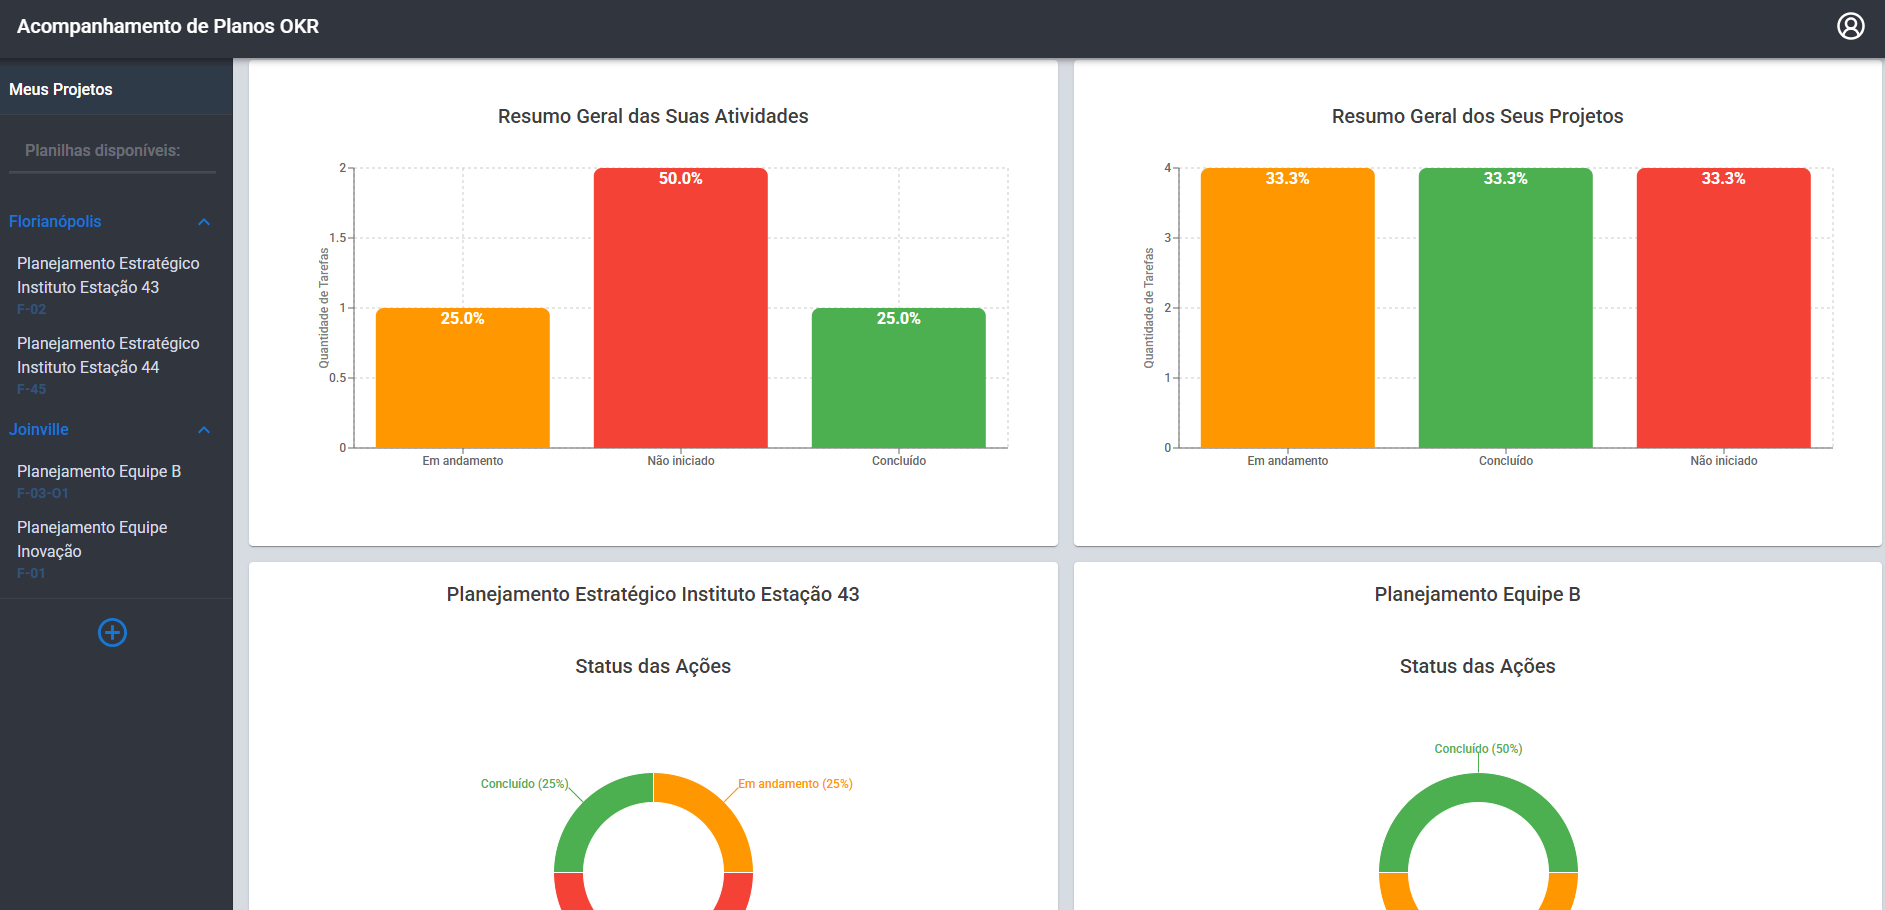 Acompanhamento de Planos OKR
Meus Projetos
Planilhas disponíveis:
Florianópolis
Planejamento Estratégico
Instituto Estação 43
F-02
Planejamento Estratégico
Instituto Estação 44
F-45
Joinville
Planejamento Equipe B
F-03-O1
Planejamento Equipe
Inovação
F-01
Resumo Geral das Suas Atividades
Quantidade de Tarefas
2
1.5
1
0.5
0
25.0%
50.0%
25.0%
Em andamento
Não iniciado
Concluído
Resumo Geral dos Seus Projetos
Quantidade de Tarefas
4
3
2
1
0
33.3%
33.3%
33.3%
Em andamento
Concluído
Não iniciado
Planejamento Estratégico Instituto Estação 43
Status das Ações
Concluído (25%)
Em andamento (25%)
Planejamento Equipe B
Status das Ações
Concluído (50%)